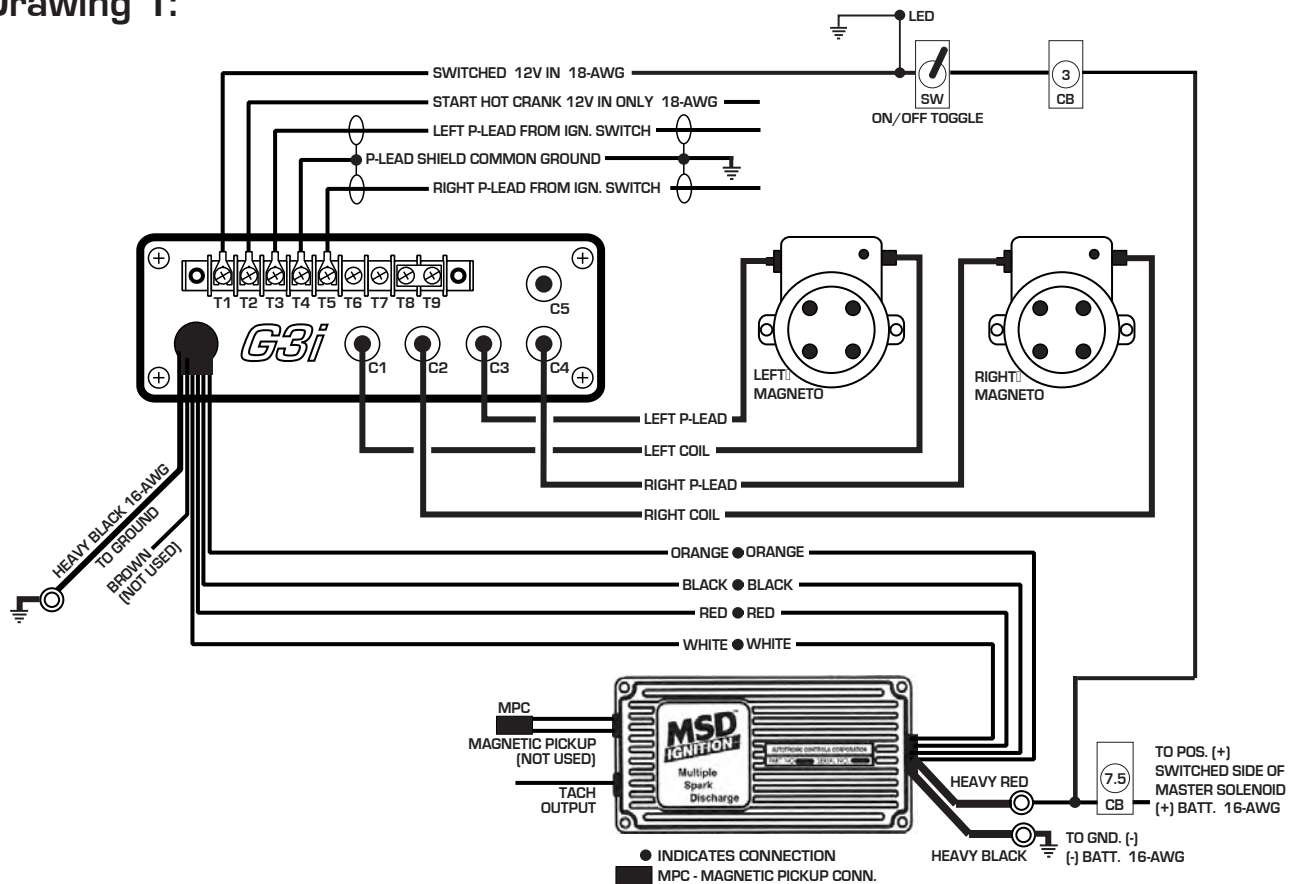 Drawing 1:
LED
SWITCHED 12V IN 18-AWG
3
SW
CB
START HOT CRANK 12V IN ONLY 18-AWG
ON/OFF TOGGLE
LEFT P-LEAD FROM IGN. SWITCH
P-LEAD SHIELD COMMON GROUND
RIGHT P-LEAD FROM IGN. SWITCH
T1 T2 T3 T4 T5 T6 T7 T8 T9
C5
G3i
C1 C2 C3 C4
LEFT
MAGNETO
RIGHT
MAGNETO
LEFT P-LEAD
LEFT COIL
RIGHT P-LEAD
RIGHT COIL
HEAVY BLACK 16-AWG
TO GROUND
BROWN
(NOT USED)
ORANGE ORANGE
BLACK BLACK
RED RED
WHITE WHITE
MPC
MAGNETIC PICKUP
(NOT USED)
TACH
OUTPUT
MSD
IGNITION
Multiple
Spark
Discharge
AUTOTRONIC CONTROLS CORPORATION
PART NO. SERIAL NO.
HEAVY RED
7.5
CB
TO POS. (+)
SWITCHED SIDE OF
MASTER SOLENOID
(+) BATT. 16-AWG
HEAVY BLACK
TO GND. (-)
(-) BATT. 16-AWG
INDICATES CONNECTION
MPC - MAGNETIC PICKUP CONN.